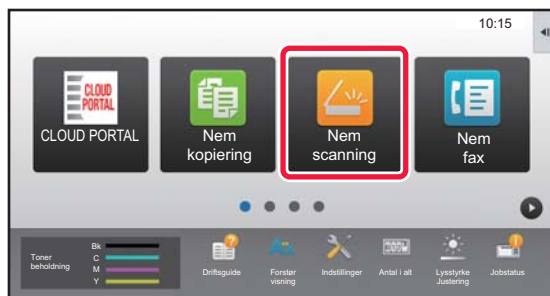 10:15
CLOUD
PORTAL
CLOUD PORTAL
Nem
kopiering
Nem
scanning
Nem
fax
Toner
beholdning
Bk
C
M
Y
Driftsguide
Forstør
visning
Indstillinger
Antal i alt
Lysstyrke
Justering
Jobstatus